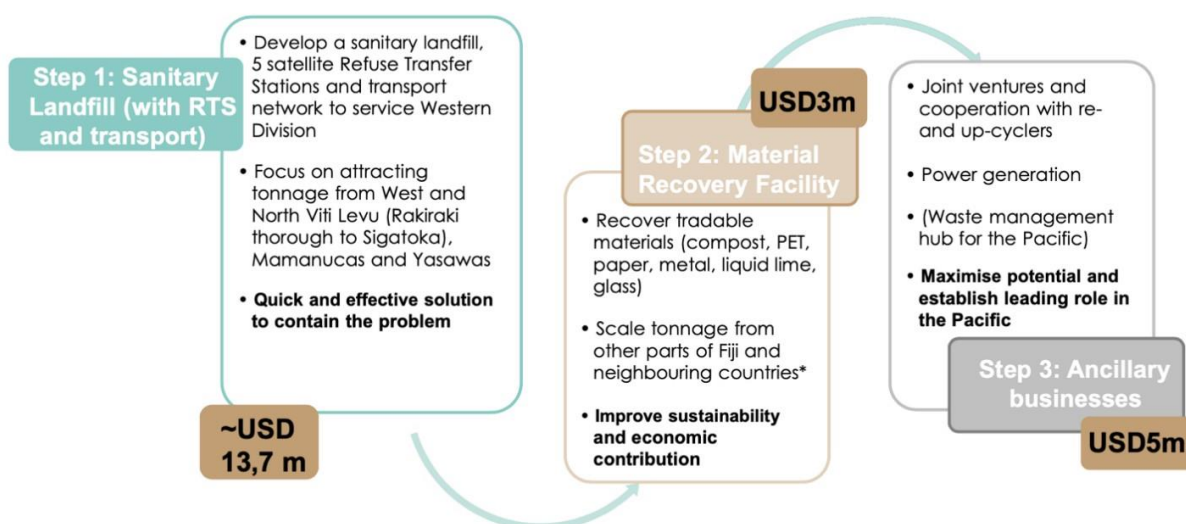 Step 1: Sanitary
Landfill (with RTS
and transport)
• Develop a sanitary landfill,
5 satellite Refuse Transfer
Stations and transport
network to service Western
Division
• Focus on attracting
tonnage from West and
North Viti Levu (Rakiraki
thorough to Sigatoka),
Mamanucas and Yasawas
• Quick and effective solution
to contain the problem
~USD
13,7 m
USD3m
Step 2: Material
Recovery Facility
• Recover tradable
materials (compost, PET,
paper, metal, liquid lime,
glass)
• Scale tonnage from
other parts of Fiji and
neighbouring countries*
• Improve sustainability
and economic
contribution
• Joint ventures and
cooperation with re-
and up-cyclers
• Power generation
• (Waste management
hub for the Pacific)
• Maximise potential and
establish leading role in
the Pacific
Step 3: Ancillary
businesses
USD5m